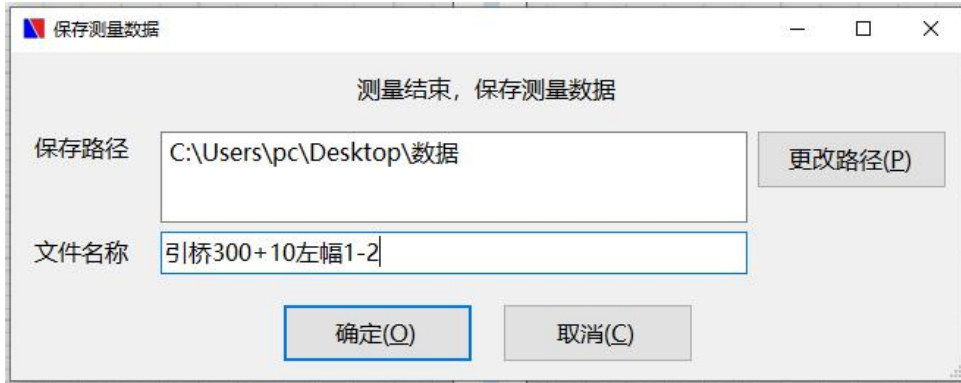 保存测量数据
测量结束，保存测量数据
保存路径
C:\Users\pc\Desktop\数据
更改路径(P)
文件名称
引桥300+10左幅1-2
确定(O)
取消(C)